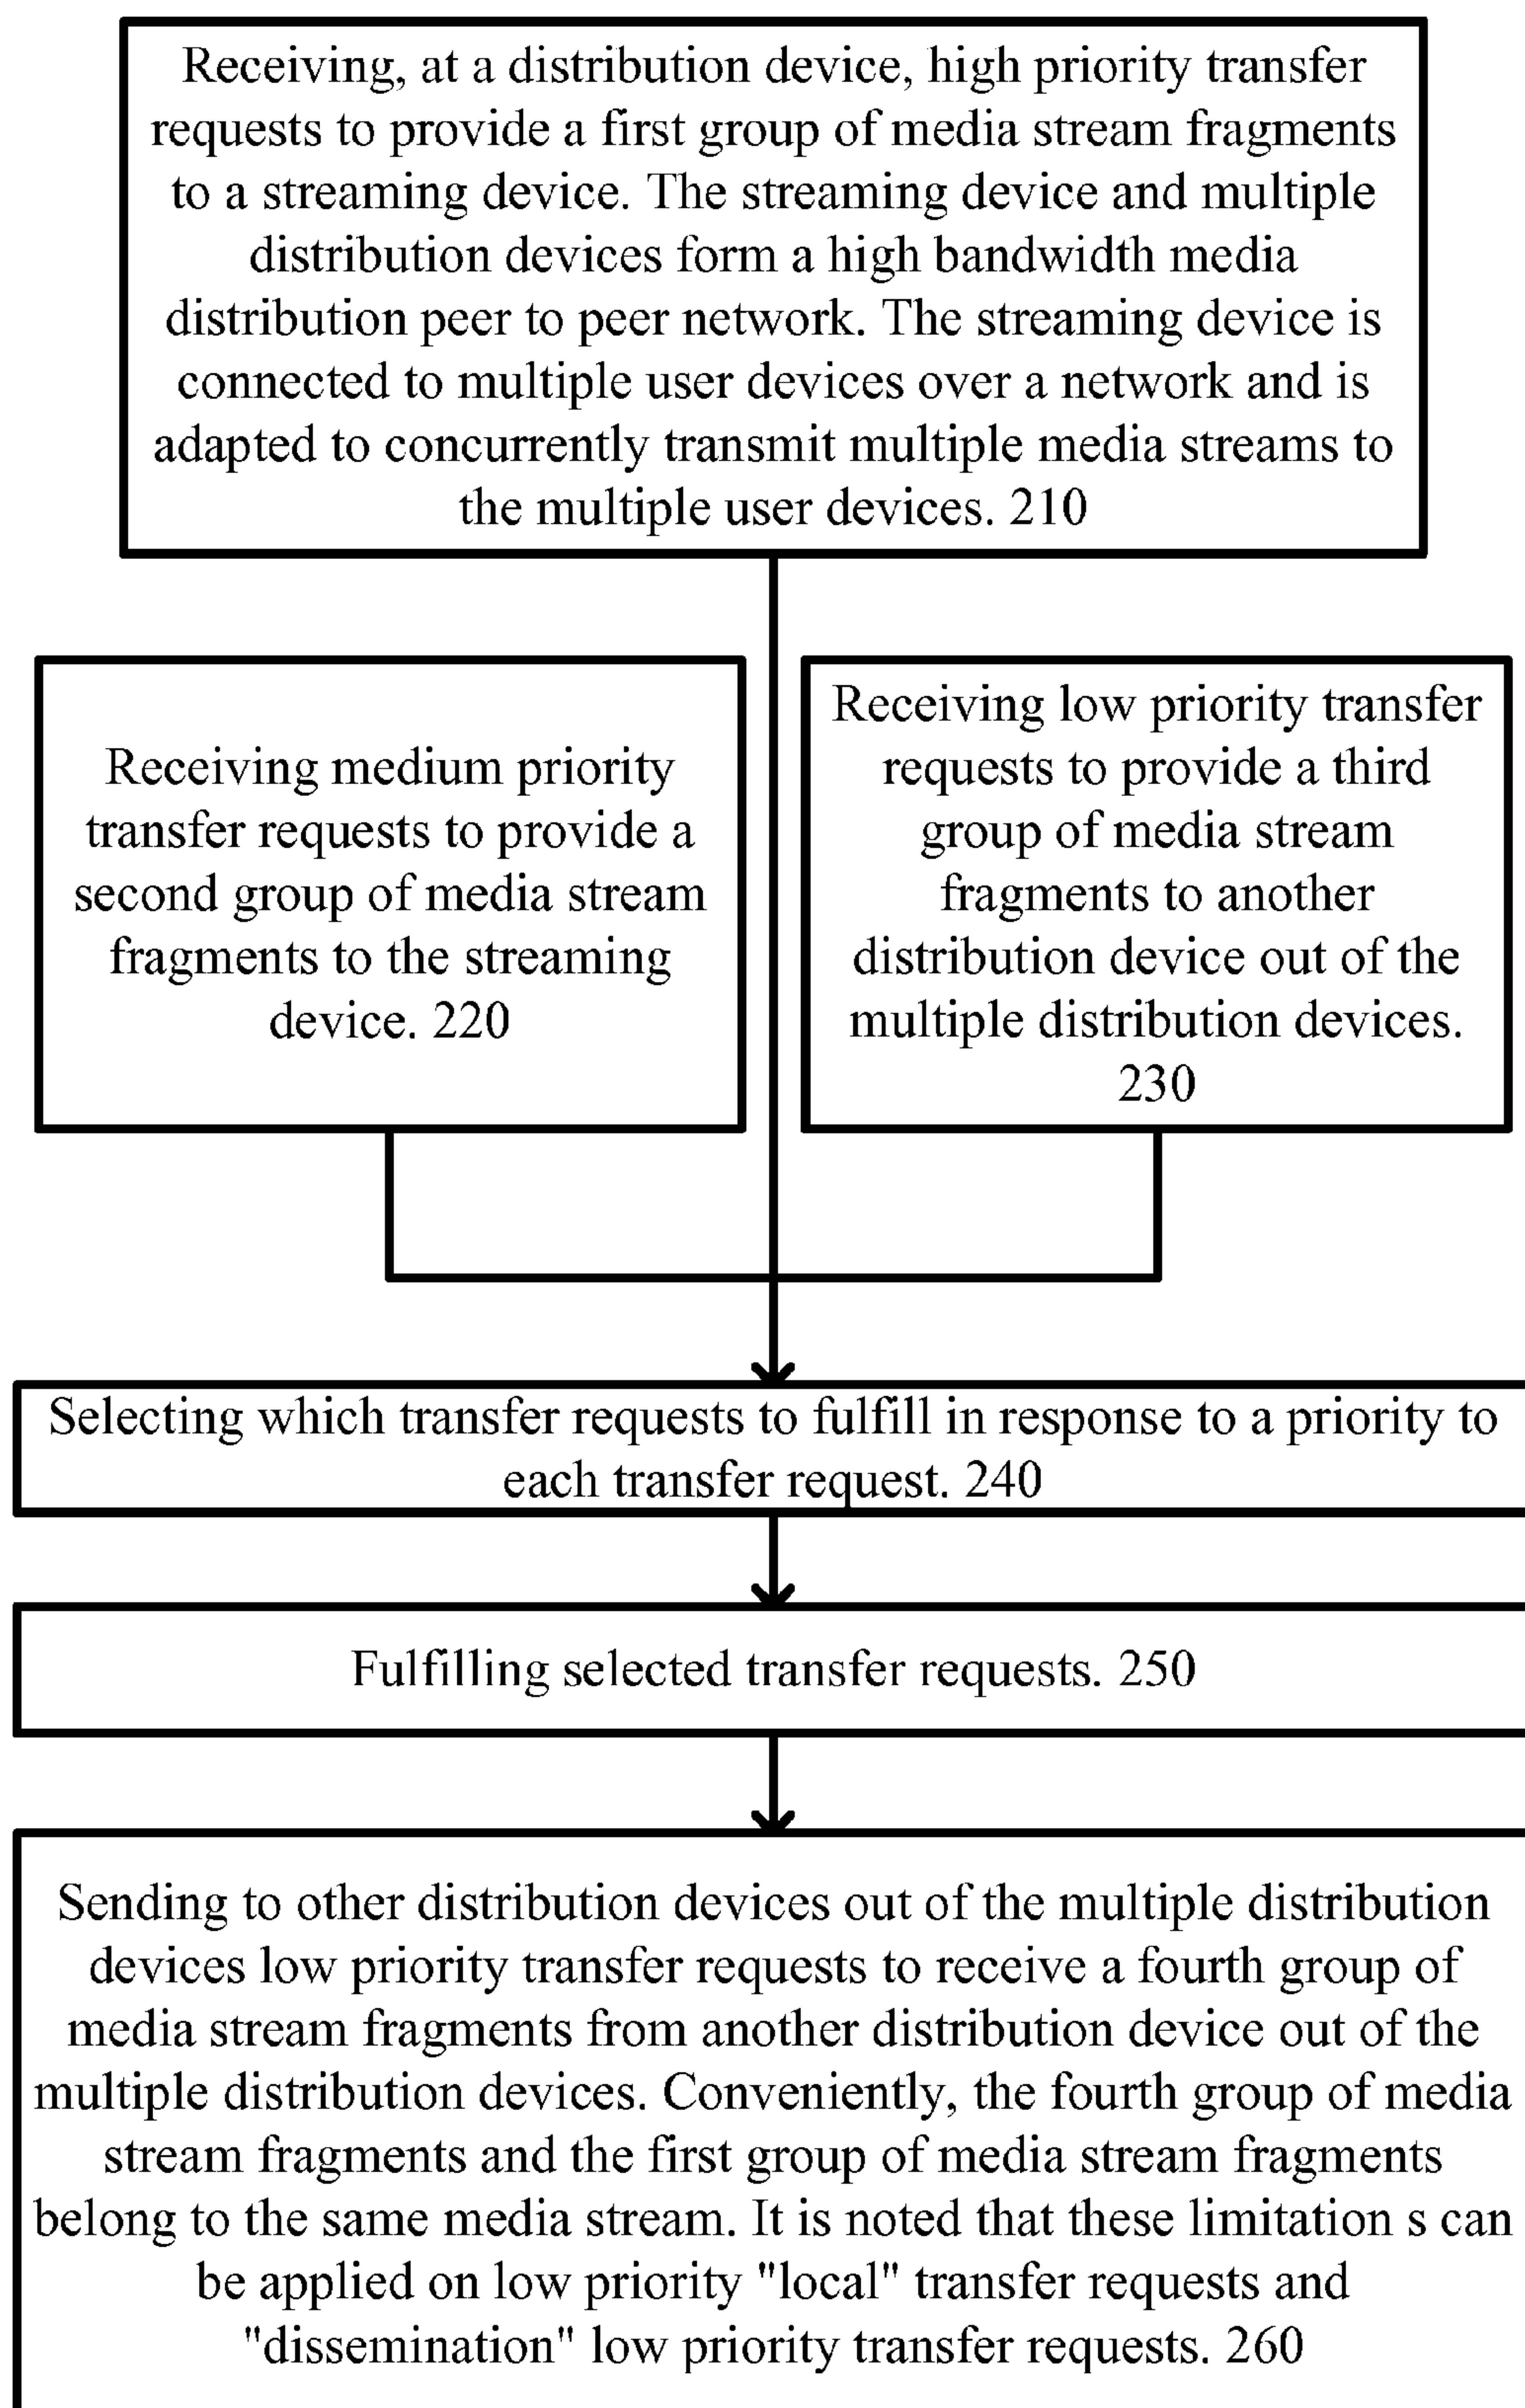 Receiving, at a distribution device, high priority transfer
requests to provide a first group of media stream fragments
to a streaming device. The streaming device and multiple
distribution devices form a high bandwidth media
distribution peer to peer network. The streaming device is
connected to multiple user devices over a network and is
adapted to concurrently transmit multiple media streams to
the multiple user devices. 210
Receiving medium priority
transfer requests to provide a
second group of media stream
fragments to the streaming
device. 220
Receiving low priority transfer
requests to provide a third
group of media stream
fragments to another
distribution device out of the
multiple distribution devices.
230
Selecting which transfer requests to fulfill in response to a priority to
each transfer request. 240
Fulfilling selected transfer requests. 250
Sending to other distribution devices out of the multiple distribution
devices low priority transfer requests to receive a fourth group of
media stream fragments from another distribution device out of the
multiple distribution devices. Conveniently, the fourth group of media
stream fragments and the first group of media stream fragments
belong to the same media stream. It is noted that these limitation s can
be applied on low priority "local" transfer requests and
"dissemination" low priority transfer requests. 260